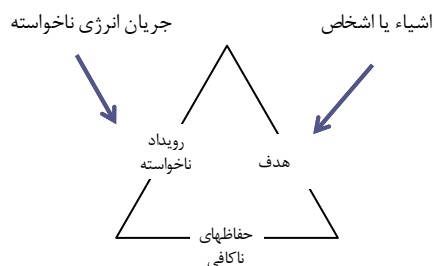 اشیاء یا اشخاص
جریان انرژی ناخواسته
هدف
رویداد
ناخواسته
حفاظهای
ناکافی